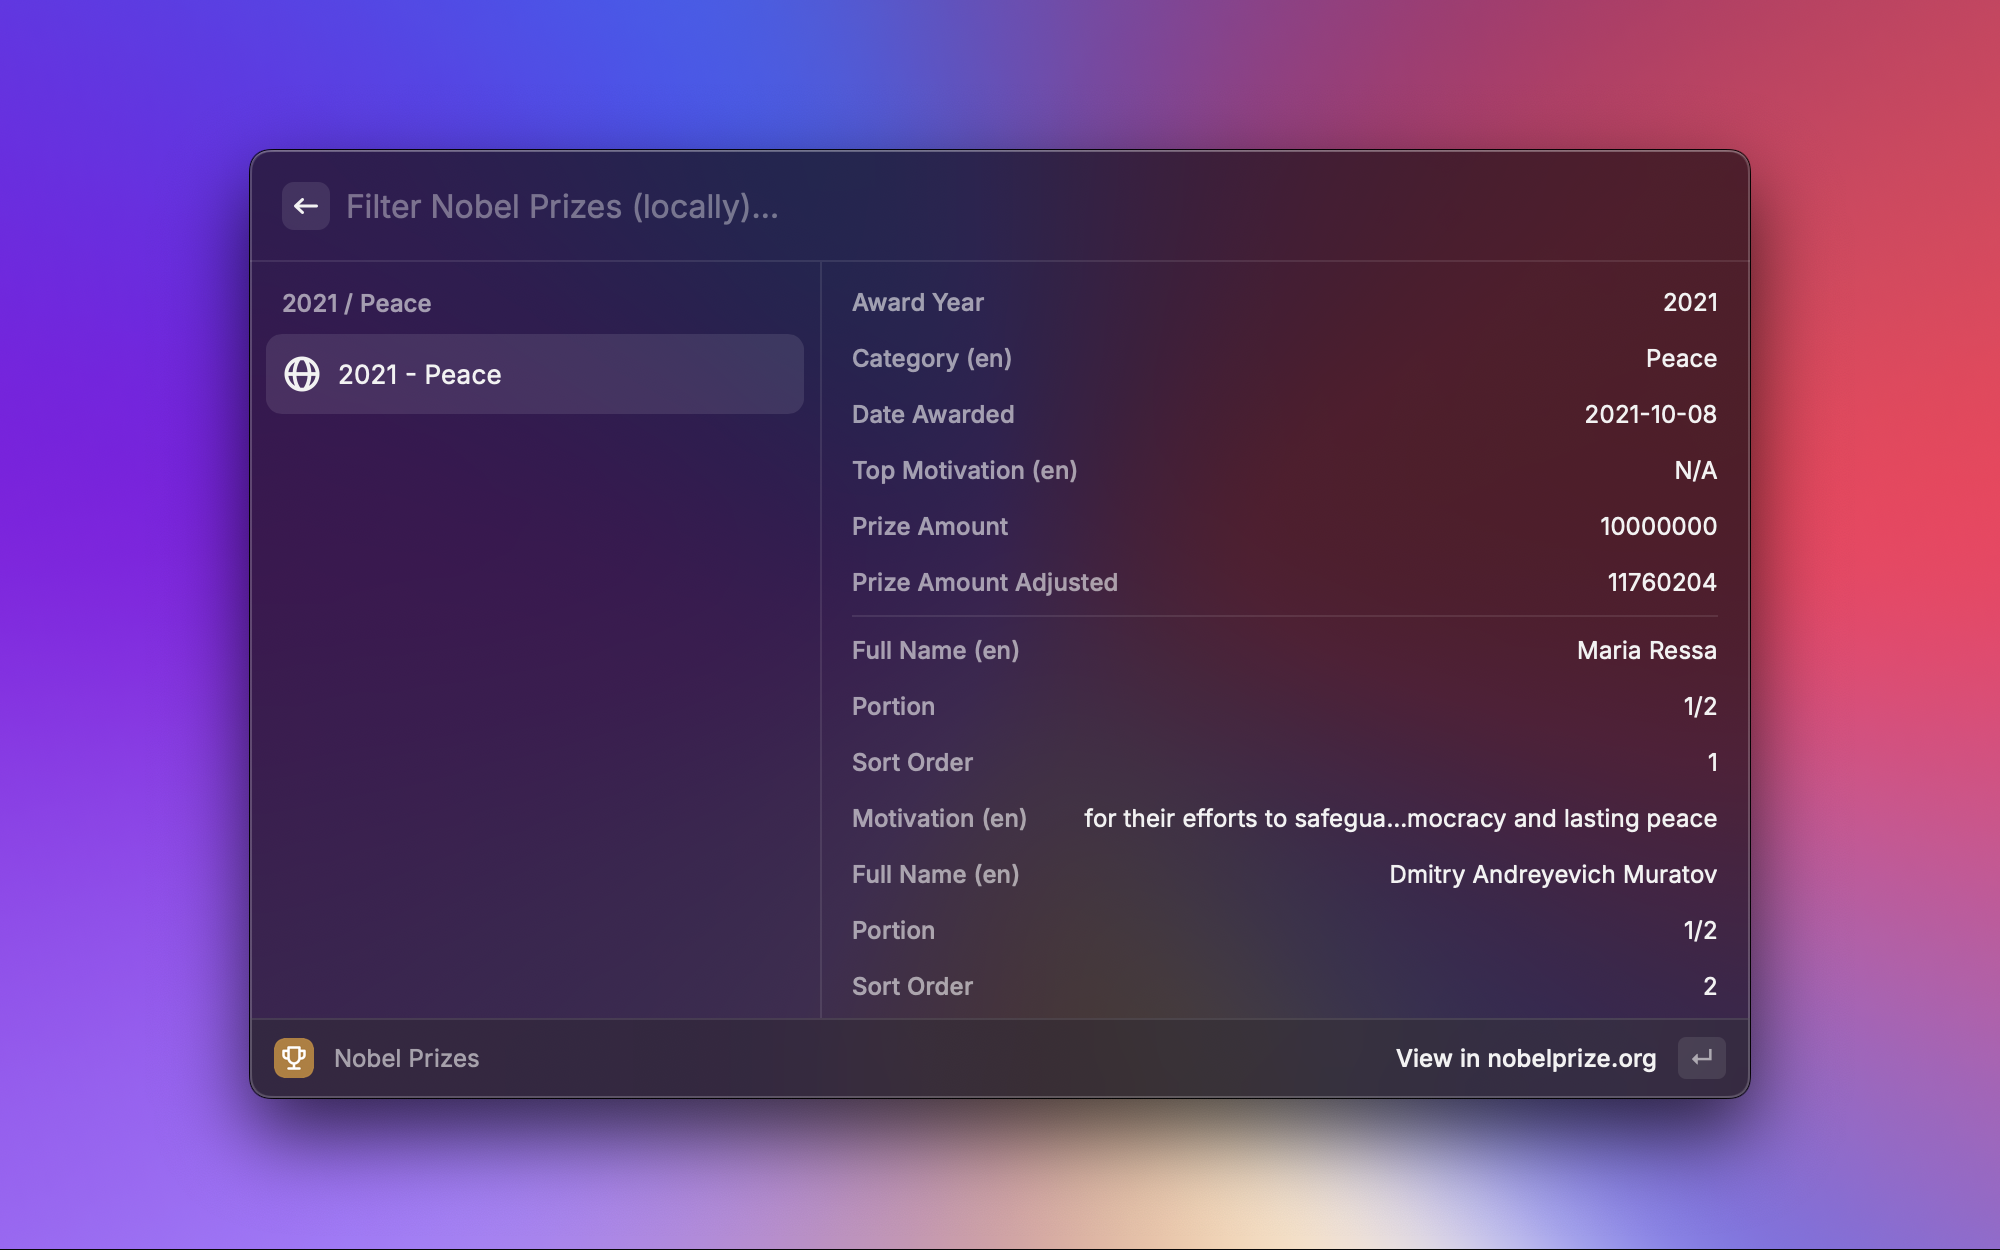 Filter Nobel Prizes (locally)...
2021 / Peace
2021 - Peace
Award Year 2021
Category (en) Peace
Date Awarded 2021-10-08
Top Motivation (en) N/A
Prize Amount 10000000
Prize Amount Adjusted 11760204
Full Name (en) Maria Ressa
Portion 1/2
Sort Order 1
Motivation (en) for their efforts to safegua...mocracy and lasting peace
Full Name (en) Dmitry Andreyevich Muratov
Portion 1/2
Sort Order 2
Nobel Prizes
View in nobelprize.org